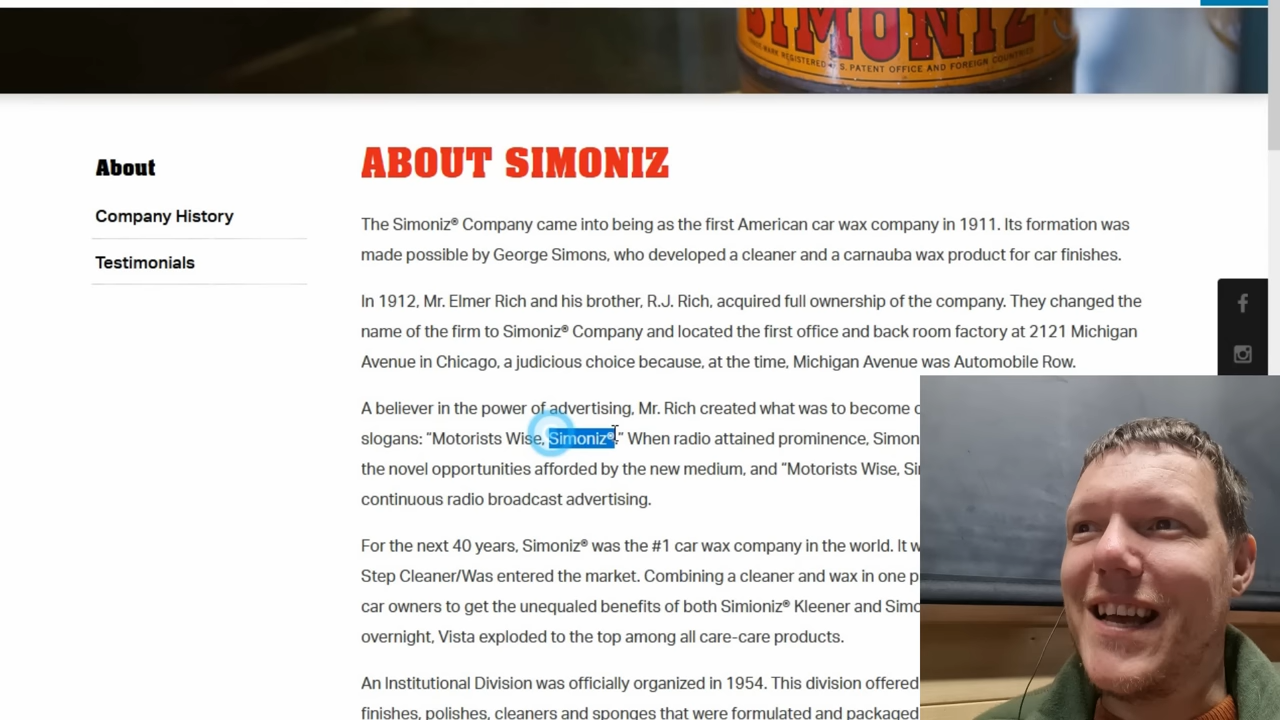 SIMONIZ
TRADE MARK REGISTERED U.S. PATENT OFFICE AND FOREIGN COUNTRIES
About
Company History
Testimonials
ABOUT SIMONIZ
The Simoniz® Company came into being as the first American car wax company in 1911. Its formation was
made possible by George Simons, who developed a cleaner and a carnauba wax product for car finishes.
In 1912, Mr. Elmer Rich and his brother, R.J. Rich, acquired full ownership of the company. They changed the
name of the firm to Simoniz® Company and located the first office and back room factory at 2121 Michigan
Avenue in Chicago, a judicious choice because, at the time, Michigan Avenue was Automobile Row.
A believer in the power of advertising, Mr. Rich created what was to become
slogans: “Motorists Wise, Simoniz®.” When radio attained prominence, Simon
the novel opportunities afforded by the new medium, and “Motorists Wise, Si
continuous radio broadcast advertising.
For the next 40 years, Simoniz® was the #1 car wax company in the world. It w
Step Cleaner/Was entered the market. Combining a cleaner and wax in one p
car owners to get the unequaled benefits of both Simioniz® Kleener and Simo
overnight, Vista exploded to the top among all care-care products.
An Institutional Division was officially organized in 1954. This division offered
finishes, polishes, cleaners and sponges that were formulated and packaged